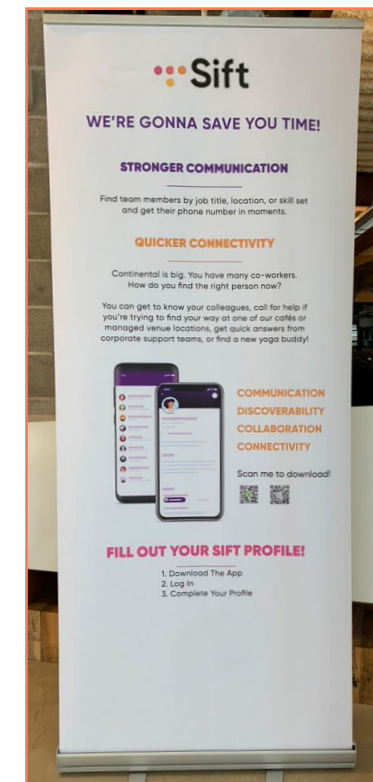 Sift
WE'RE GONNA SAVE YOU TIME!
STRONGER COMMUNICATION
Find team members by job title, location, or skill set
and get their phone number in moments.
QUICKER CONNECTIVITY
Continental is big. You have many co-workers.
How do you find the right person now?
You can get to know your colleagues, call for help if
you're trying to find your way at one of our cafés or
managed venue locations, get quick answers from
corporate support teams, or find a new yoga buddy!
COMMUNICATION
DISCOVERABILITY
COLLABORATION
CONNECTIVITY
Scan me to download!
FILL OUT YOUR SIFT PROFILE!
1. Download The App
2. Log In
3. Complete Your Profile